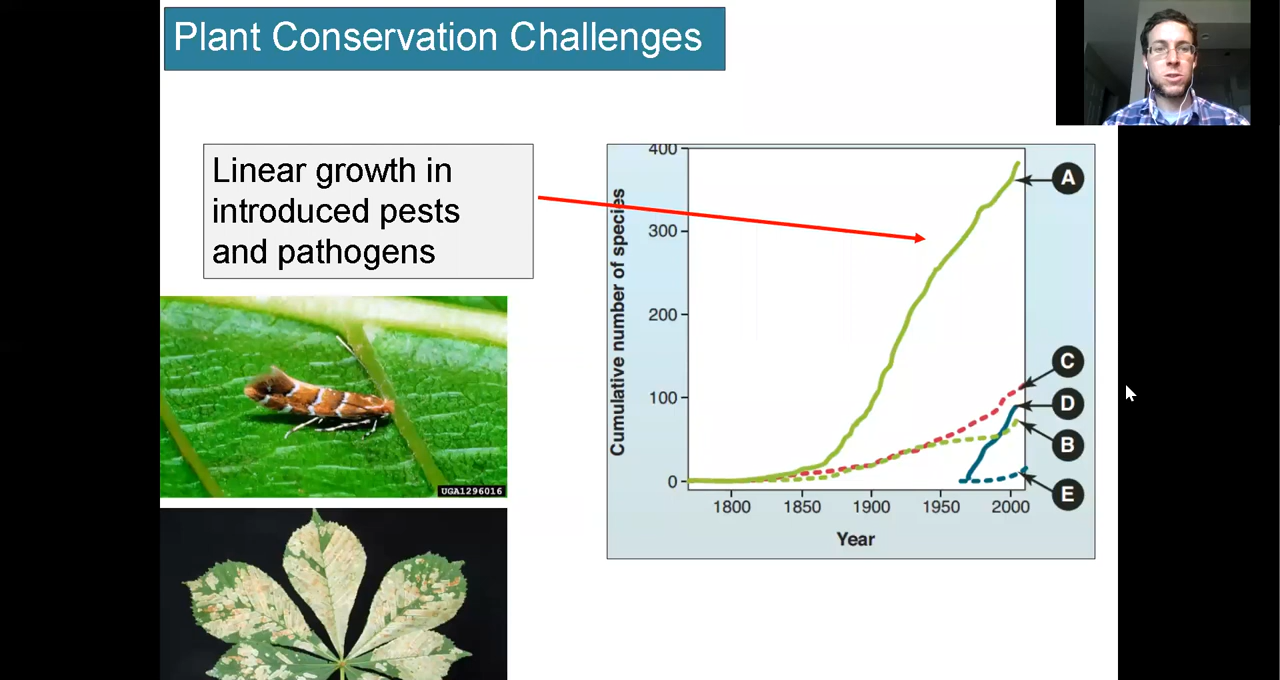 Plant Conservation Challenges
Linear growth in
introduced pests
and pathogens
UGA1296016
Cumulative number of species
400
300
200
100
0
1800 1850 1900 1950 2000
Year
A
C
D
B
E